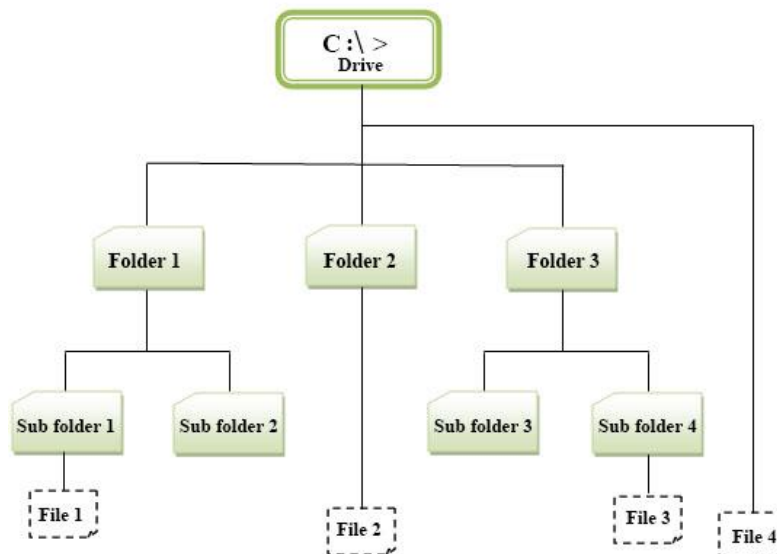 C :\ >
Drive
Folder 1
Folder 2
Folder 3
Sub folder 1
Sub folder 2
Sub folder 3
Sub folder 4
File 1
File 2
File 3
File 4